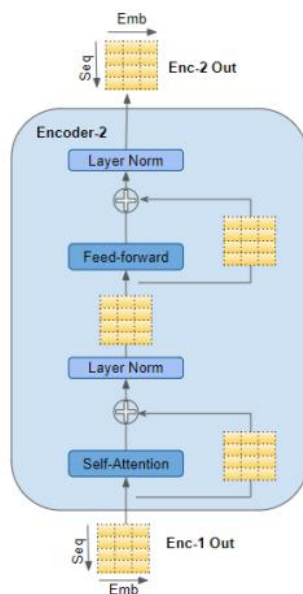 Emb
Seq
Enc-2 Out
Encoder-2
Layer Norm
Feed-forward
Layer Norm
Self-Attention
Seq
Enc-1 Out
Emb